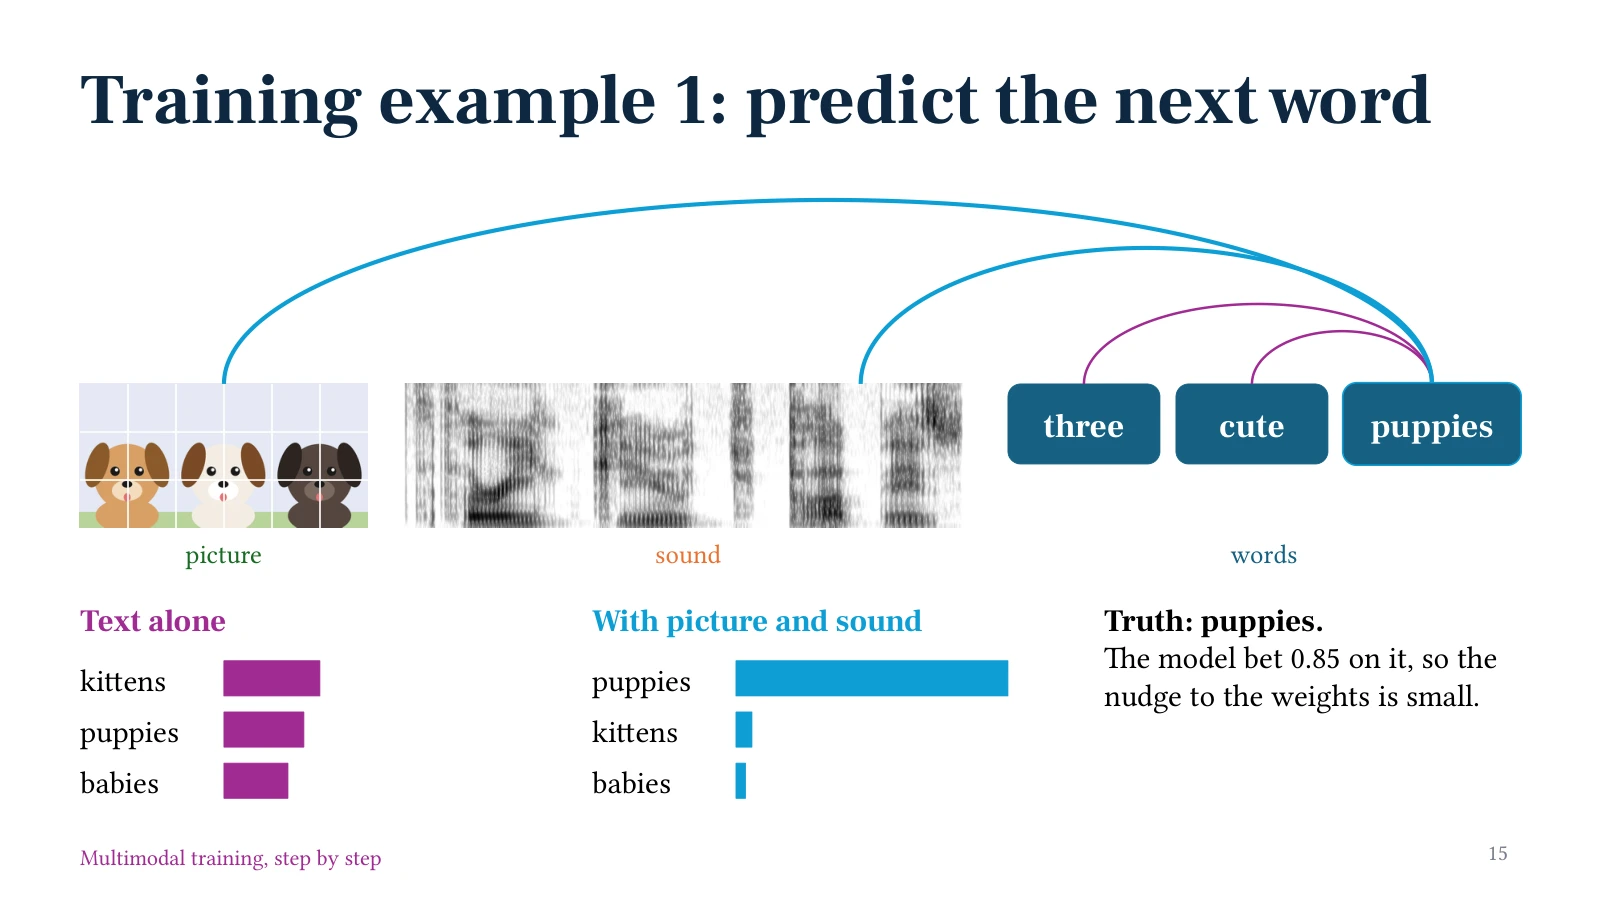 Training example 1: predict the next word
three
cute
puppies
picture
sound
words
Text alone
kittens
puppies
babies
With picture and sound
puppies
kittens
babies
Truth: puppies.
The model bet 0.85 on it, so the
nudge to the weights is small.
Multimodal training, step by step
15